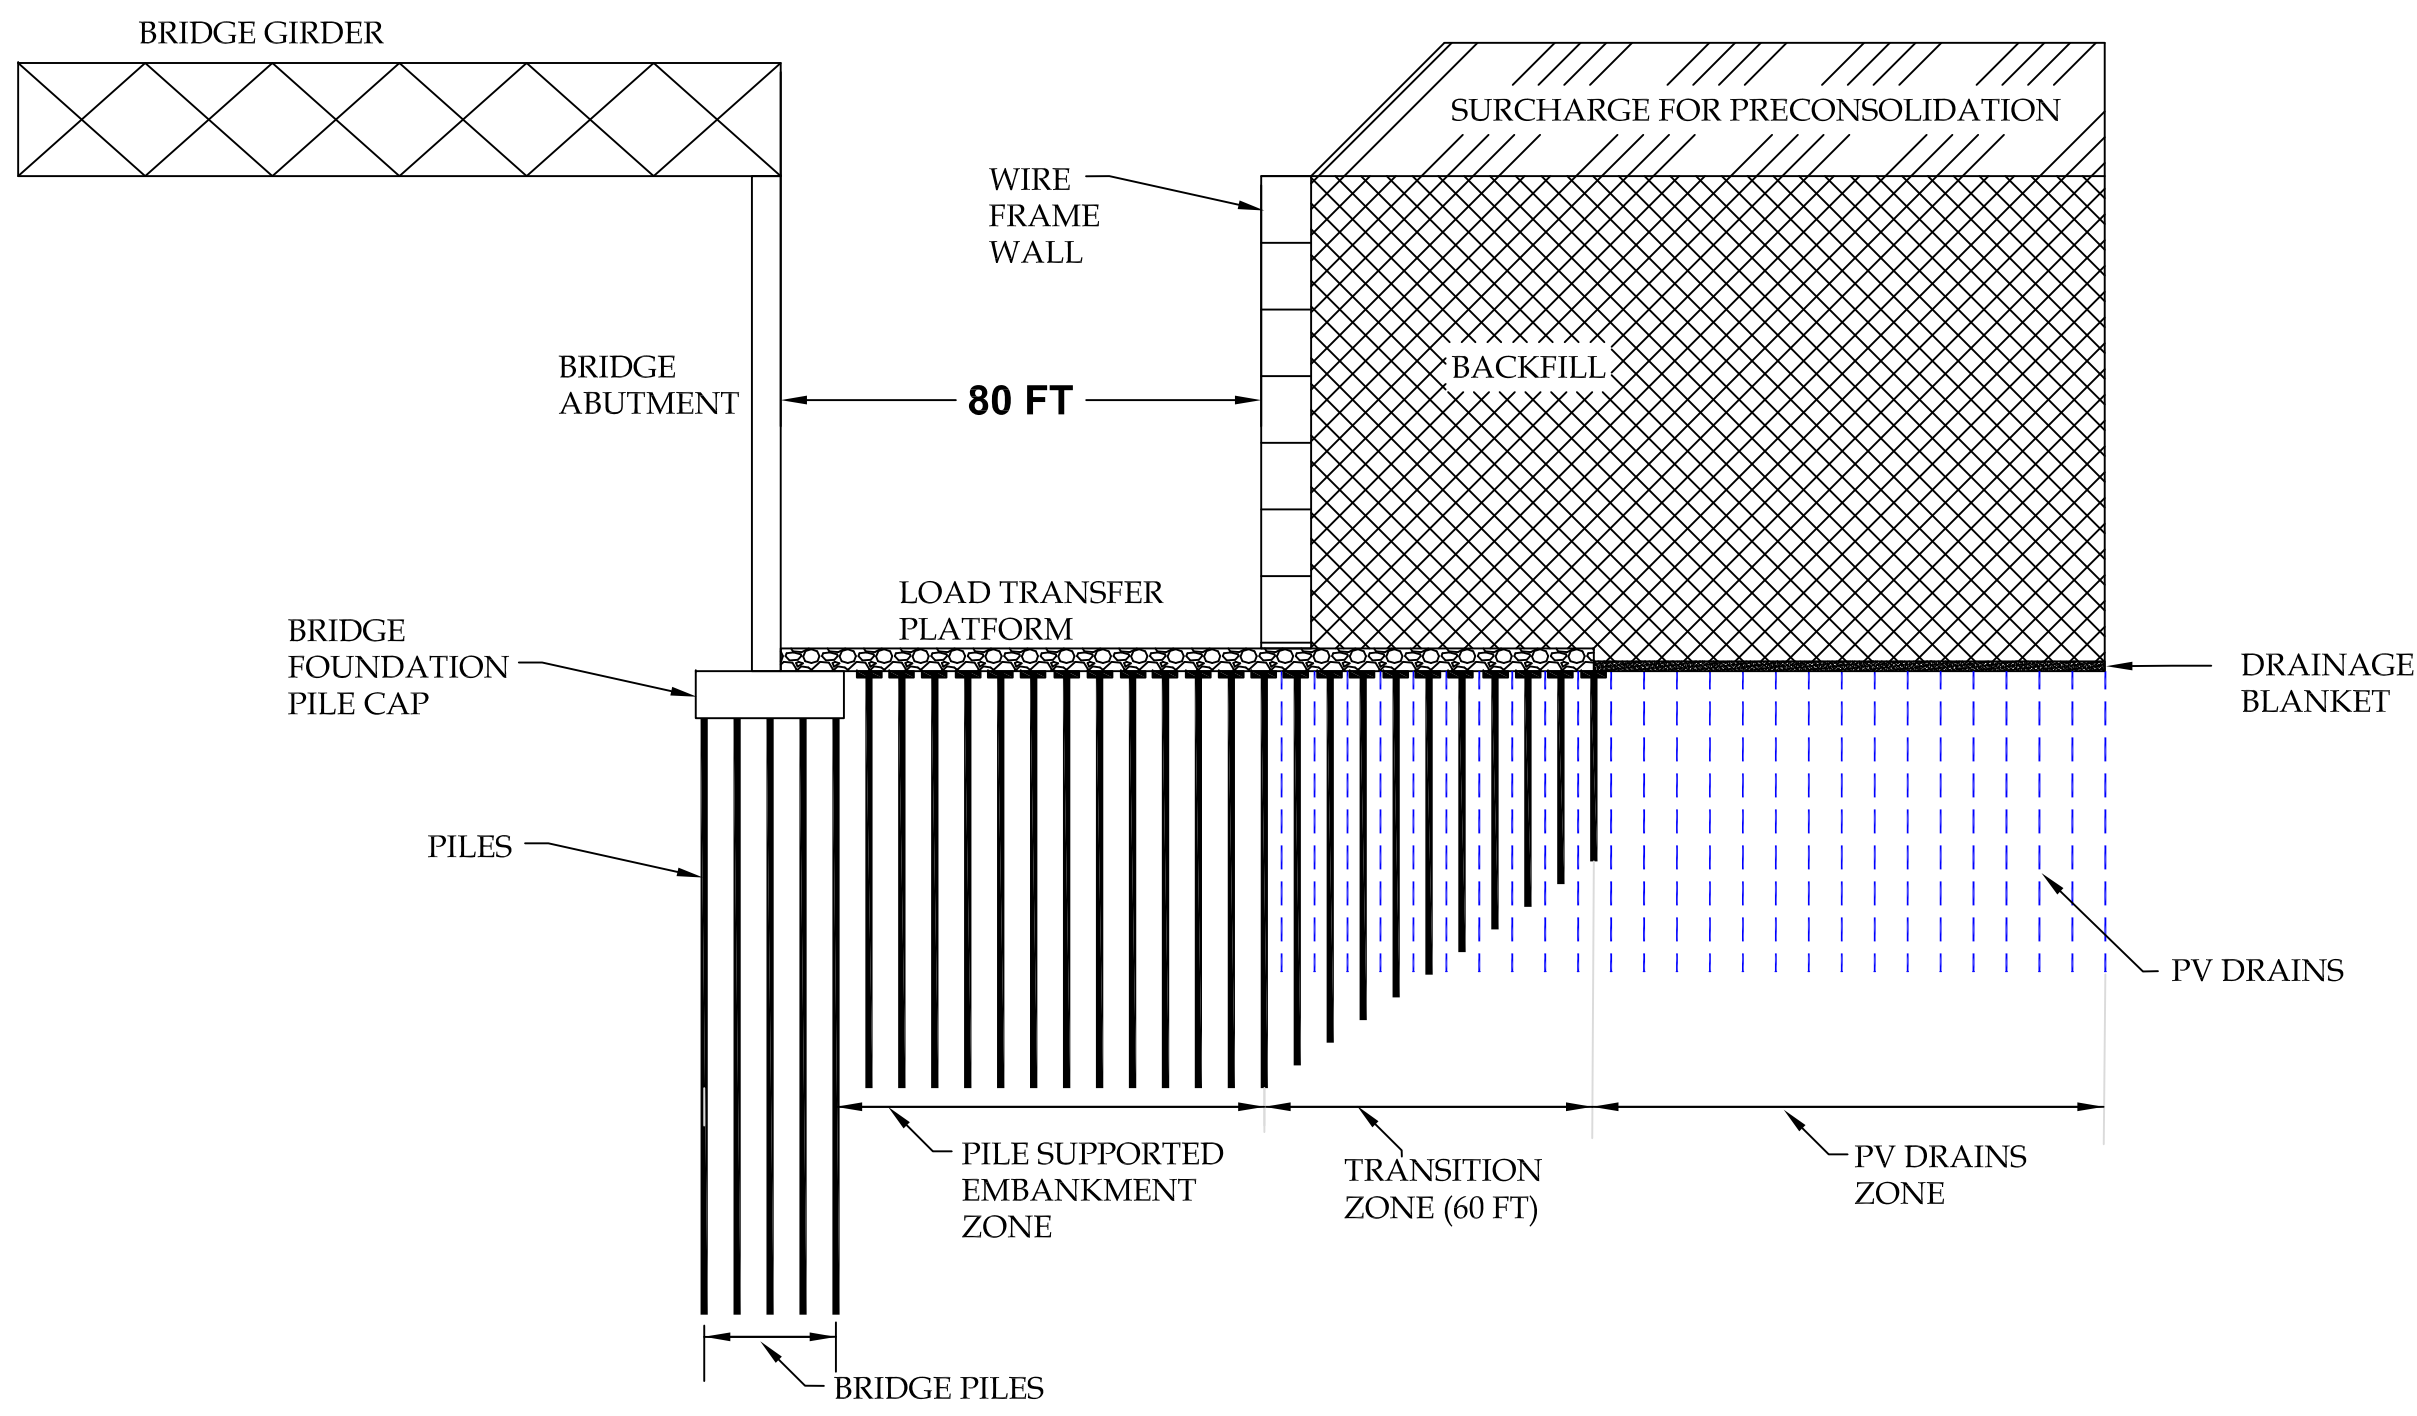 BRIDGE GIRDER
SURCHARGE FOR PRECONSOLIDATION
WIRE
FRAME
WALL
BRIDGE
ABUTMENT
80 FT
BACKFILL
LOAD TRANSFER
PLATFORM
BRIDGE
FOUNDATION
PILE CAP
DRAINAGE
BLANKET
PILES
PV DRAINS
PILE SUPPORTED
EMBANKMENT
ZONE
TRANSITION
ZONE (60 FT)
PV DRAINS
ZONE
BRIDGE PILES